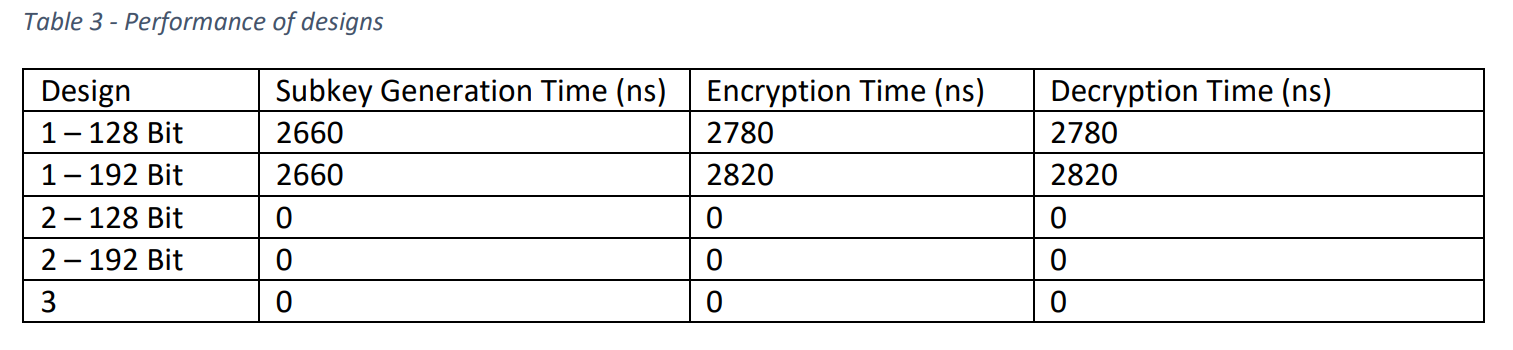 Table 3 - Performance of designs
Design Subkey Generation Time (ns) Encryption Time (ns) Decryption Time (ns)
1 – 128 Bit 2660 2780 2780
1 – 192 Bit 2660 2820 2820
2 – 128 Bit 0 0 0
2 – 192 Bit 0 0 0
3 0 0 0